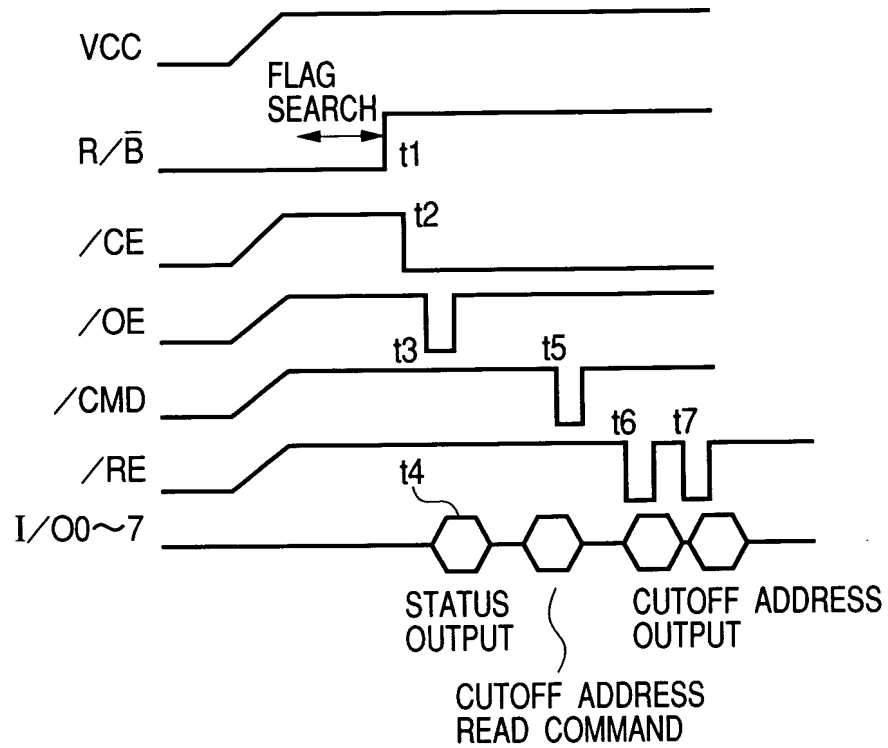 VCC
FLAG
SEARCH
R/B̄
t1
t2
/CE
/OE
t3
t5
/CMD
t6
t7
/RE
t4
I/O0～7
STATUS
OUTPUT
CUTOFF ADDRESS
OUTPUT
CUTOFF ADDRESS
READ COMMAND